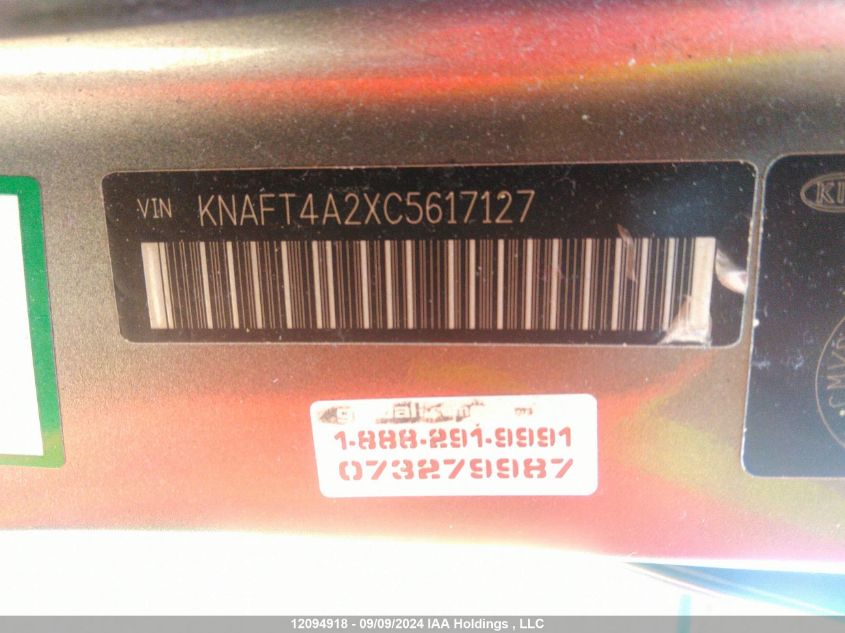 VIN KNAFT4A2XC5617127
1-888-291-9991
073279987
12094918 - 09/09/2024 IAA Holdings , LLC